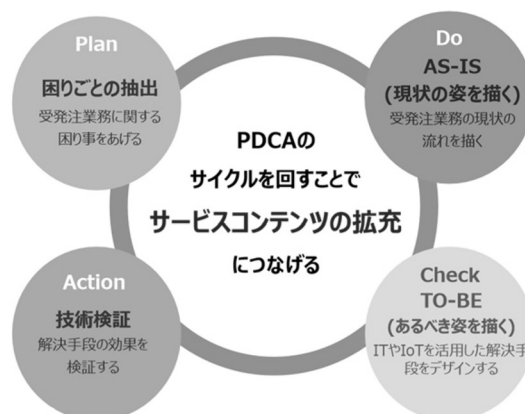 Plan
困りごとの抽出
受発注業務に関する
困り事をあげる
Do
AS-IS
(現状の姿を描く)
受発注業務の現状の
流れを描く
PDCAの
サイクルを回すことで
サービスコンテンツの拡充
につなげる
Action
技術検証
解決手段の効果を
検証する
Check
TO-BE
(あるべき姿を描く)
ITやIoTを活用した解決手
段をデザインする